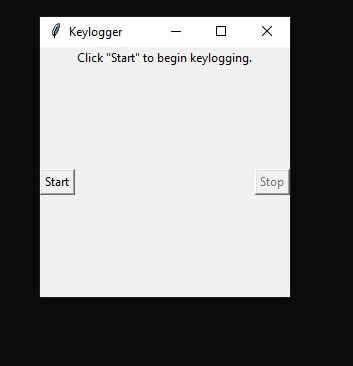 Keylogger
Click "Start" to begin keylogging.
Start
Stop